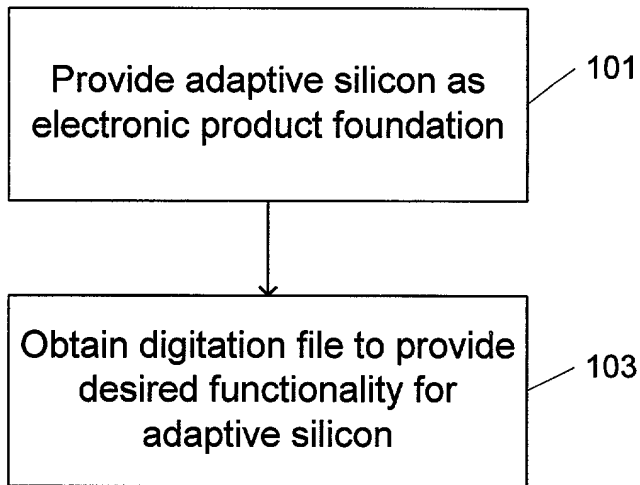 Provide adaptive silicon as
electronic product foundation
101
Obtain digitation file to provide
desired functionality for
adaptive silicon
103